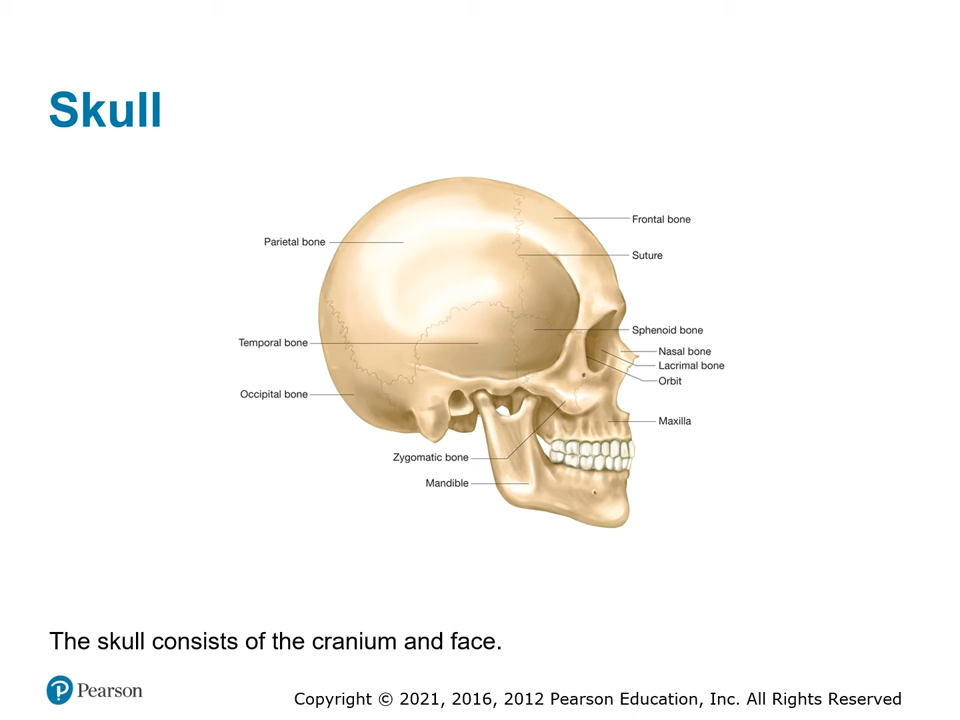 Skull
Frontal bone
Parietal bone
Suture
Sphenoid bone
Temporal bone
Nasal bone
Lacrimal bone
Orbit
Occipital bone
Maxilla
Zygomatic bone
Mandible
The skull consists of the cranium and face.
P Pearson
Copyright © 2021, 2016, 2012 Pearson Education, Inc. All Rights Reserved